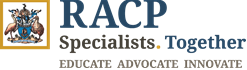 RACP
Specialists. Together
EDUCATE ADVOCATE INNOVATE